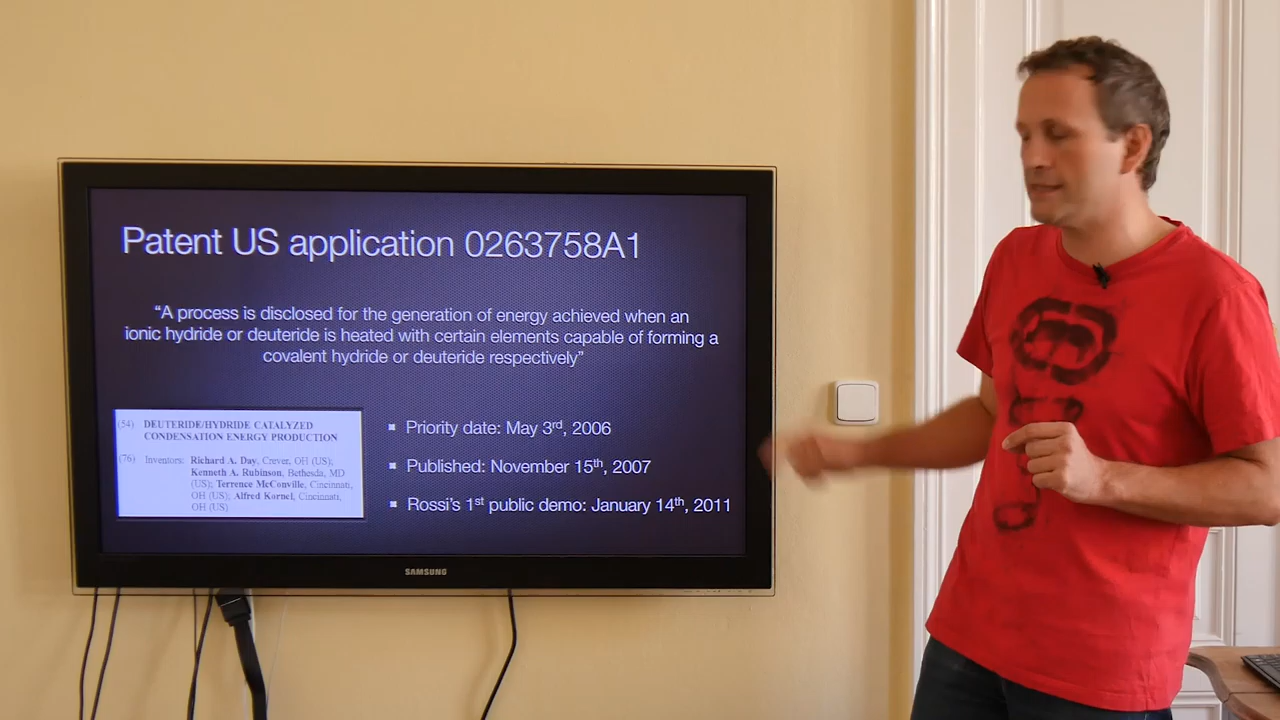 Patent US application 0263758A1
“A process is disclosed for the generation of energy achieved when an
ionic hydride or deuteride is heated with certain elements capable of forming a
covalent hydride or deuteride respectively”
(54) DEUTERIDE/HYDRIDE CATALYZED
CONDENSATION ENERGY PRODUCTION
(76) Inventors: Richard A. Day, Cever, OH (US);
Kenneth A. Rubinson, Bethesda, MD
(US); Terrence McConville, Cincinnati,
OH (US); Alfred Kornel, Cincinnati,
OH (US)
Priority date: May 3rd, 2006
Published: November 15th, 2007
Rossi’s 1st public demo: January 14th, 2011
SAMSUNG